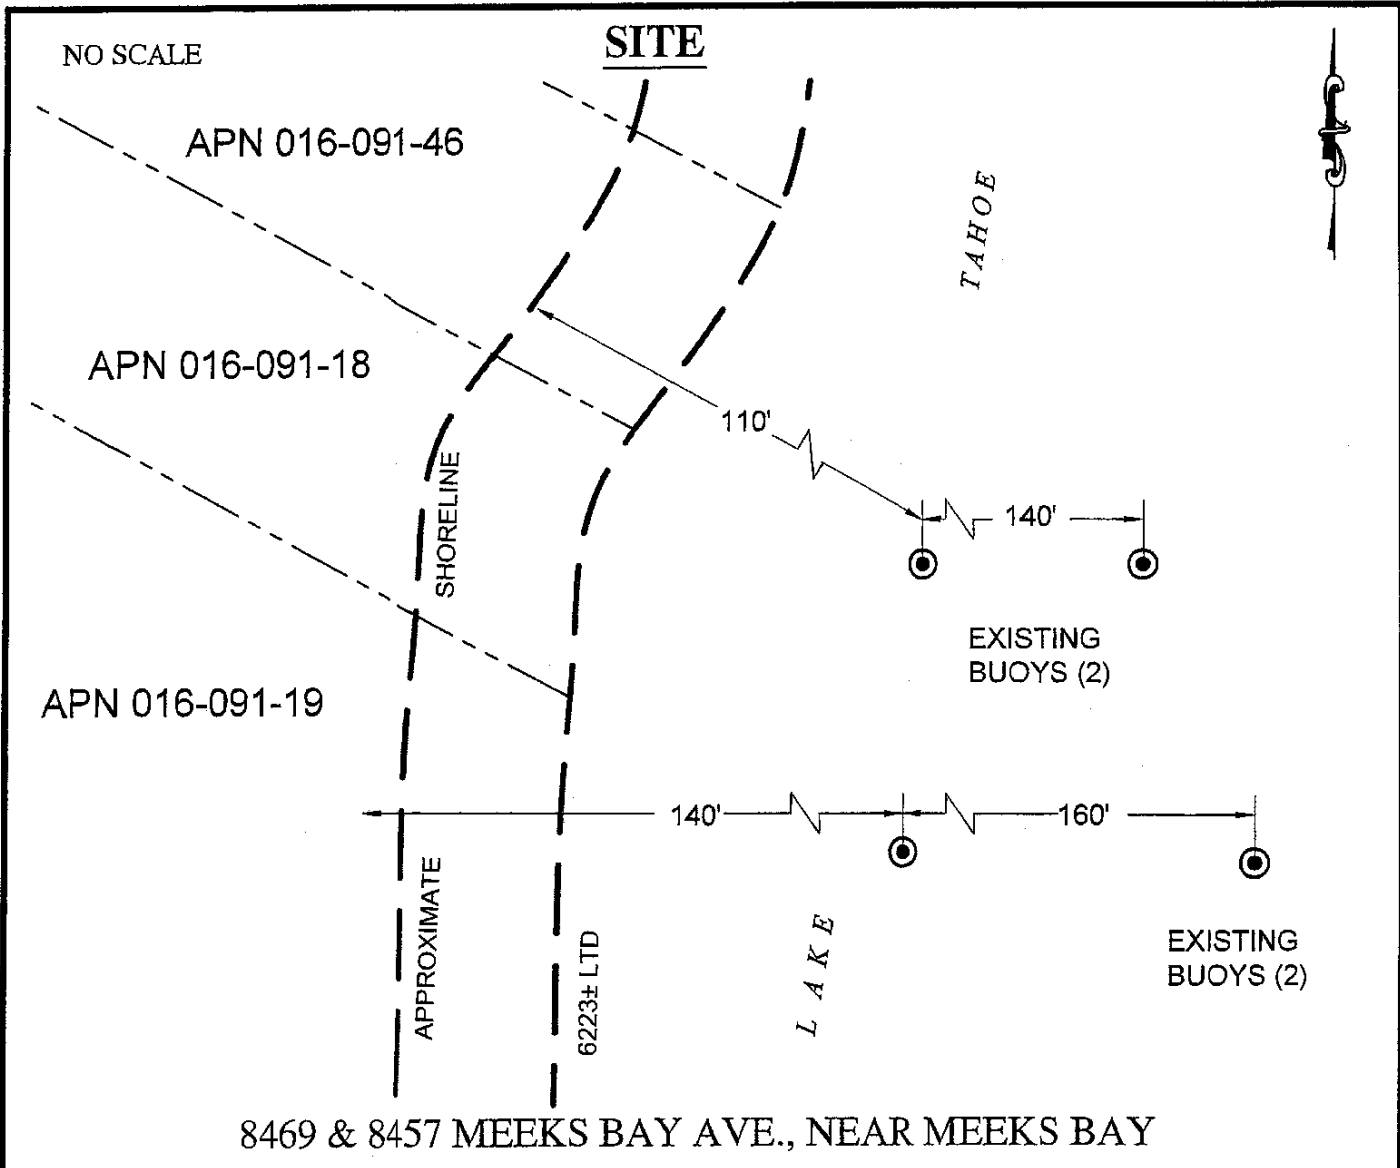 SITE
NO SCALE
APN 016-091-46
TAHOE
APN 016-091-18
110'
SHORELINE
140'
EXISTING
BUOYS (2)
APN 016-091-19
140'
160'
APPROXIMATE
6223± LTD
LAKE
EXISTING
BUOYS (2)
8469 & 8457 MEEKS BAY AVE., NEAR MEEKS BAY